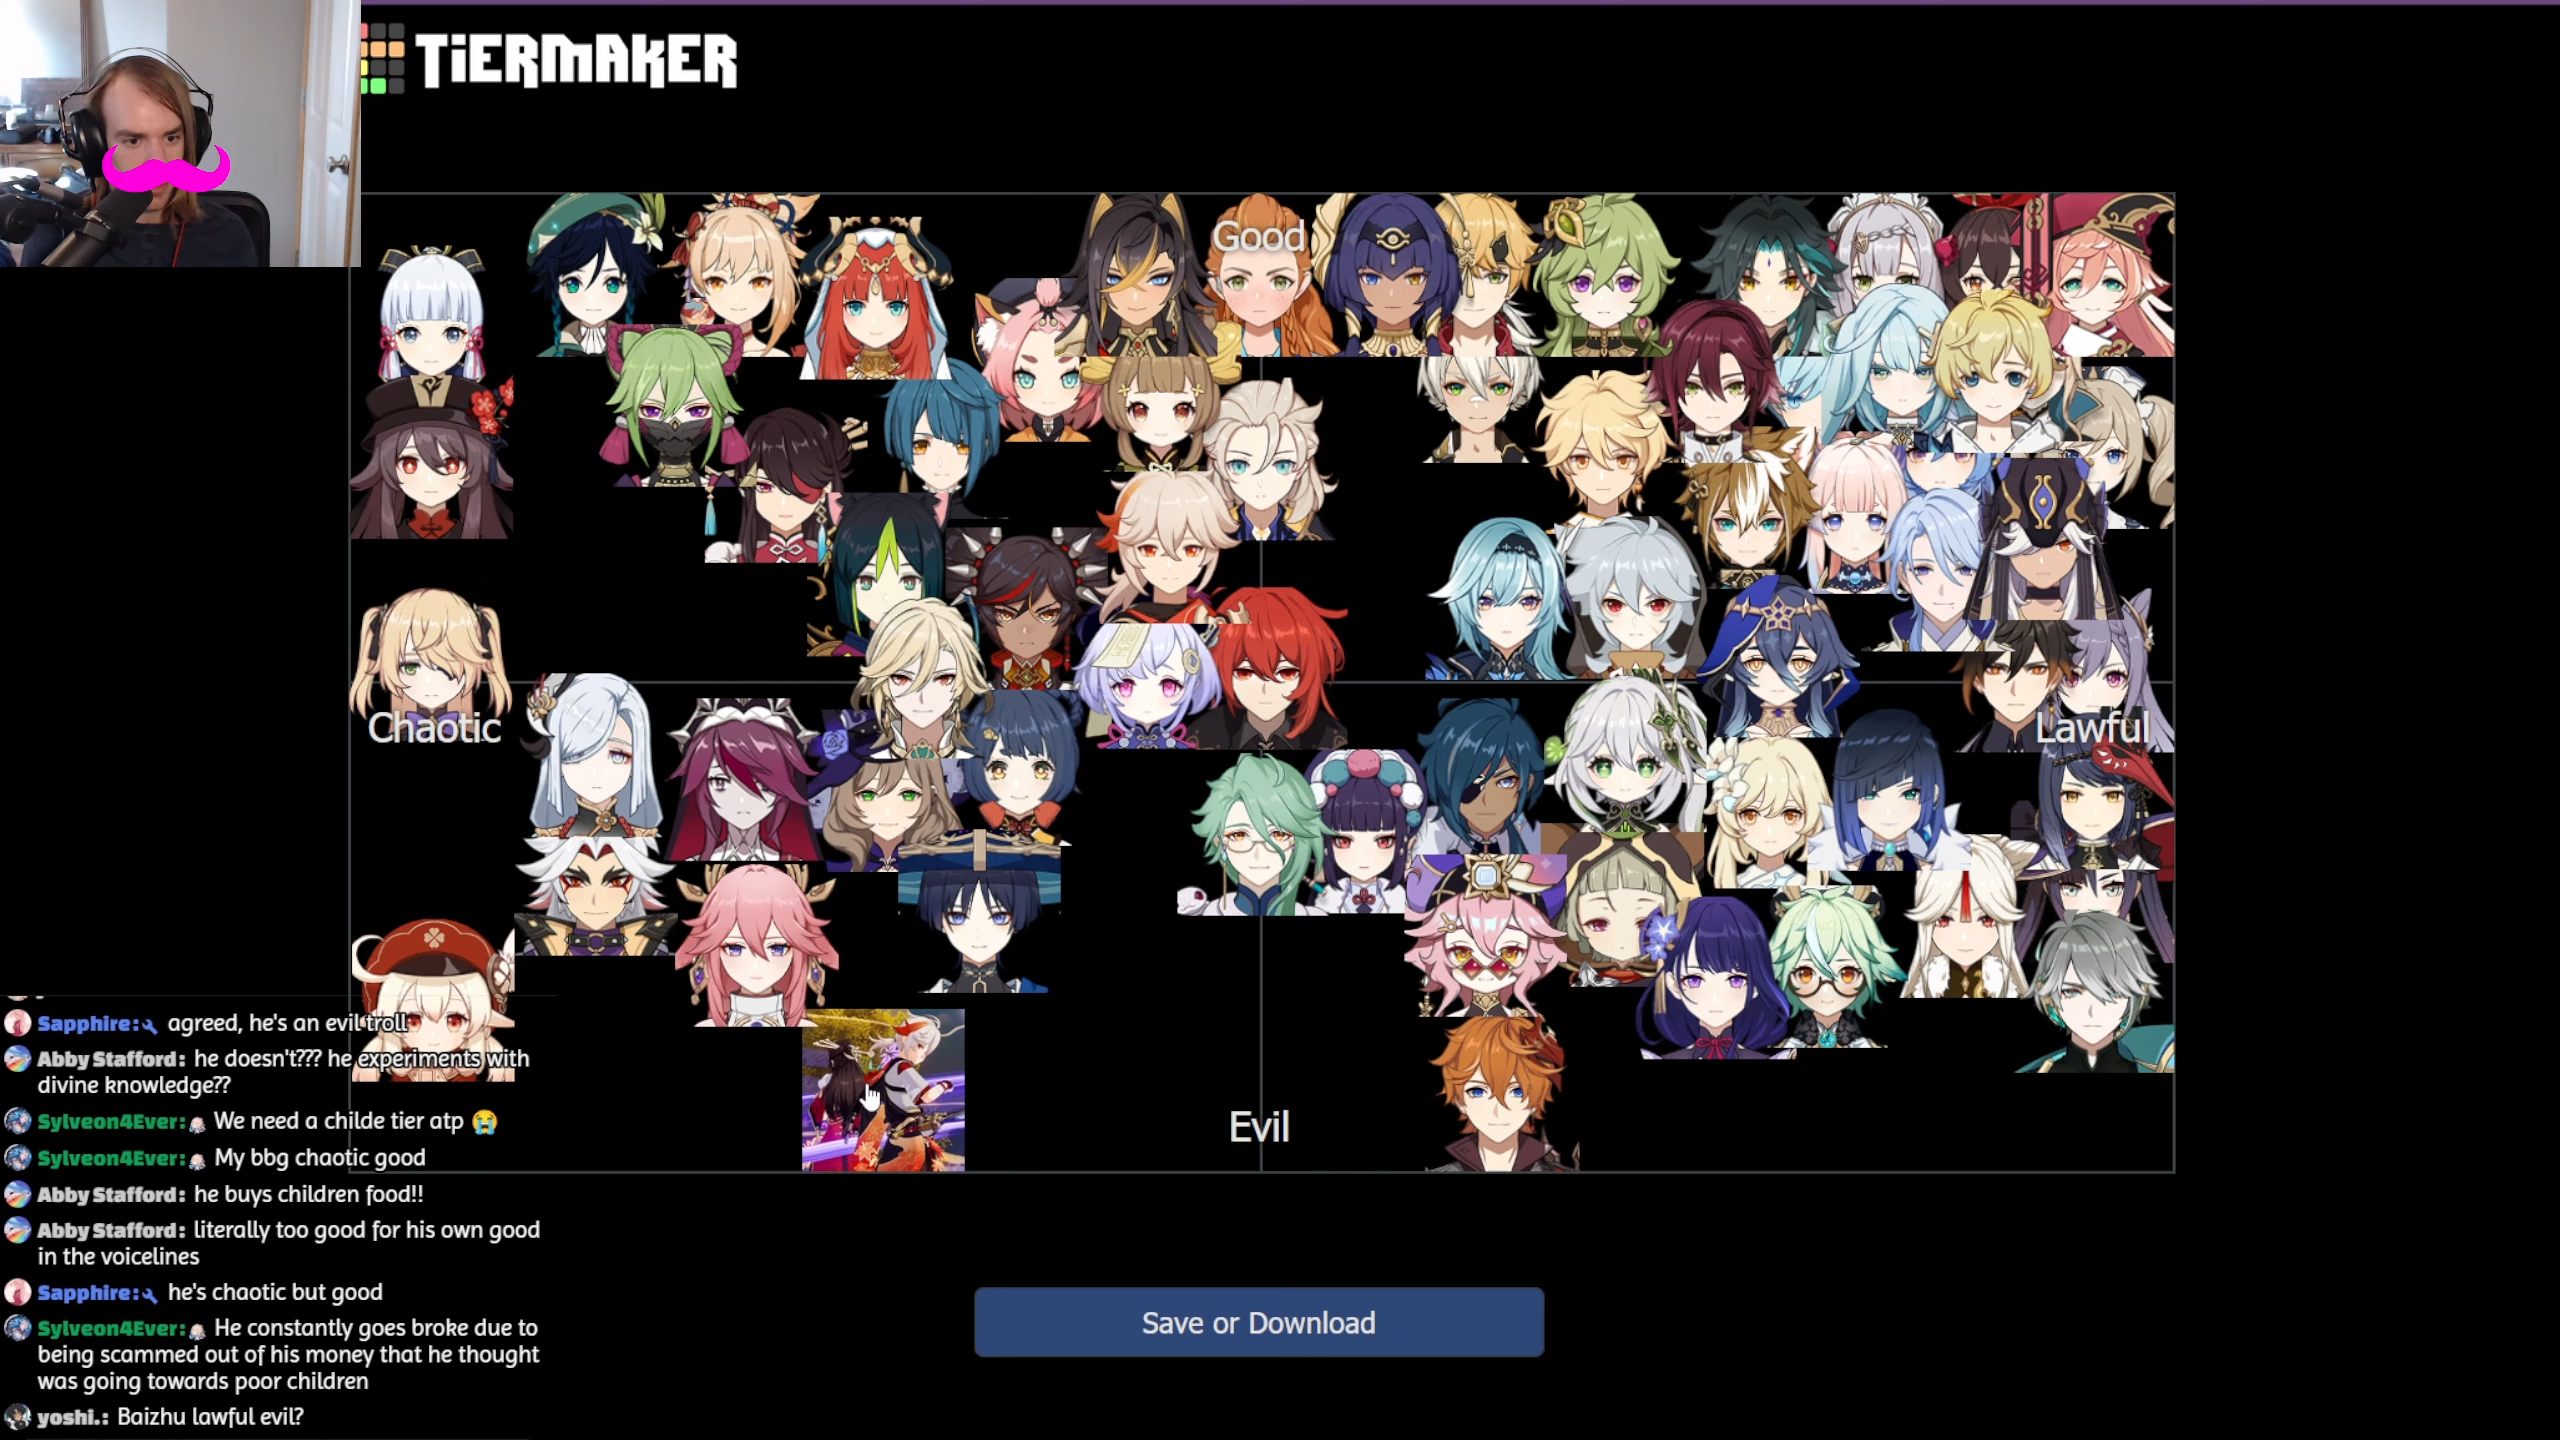 TiERMAKER
Good
Chaotic
Lawful
Evil
Sapphire: agreed, he's an evil troll
Abby Stafford: he doesn't??? he experiments with
divine knowledge??
Sylveon4Ever: We need a childe tier atp 😭
Sylveon4Ever: My bbg chaotic good
Abby Stafford: he buys children food!!
Abby Stafford: literally too good for his own good
in the voicelines
Sapphire: he's chaotic but good
Sylveon4Ever: He constantly goes broke due to
being scammed out of his money that he thought
was going towards poor children
yoshi.: Baizhu lawful evil?
Save or Download